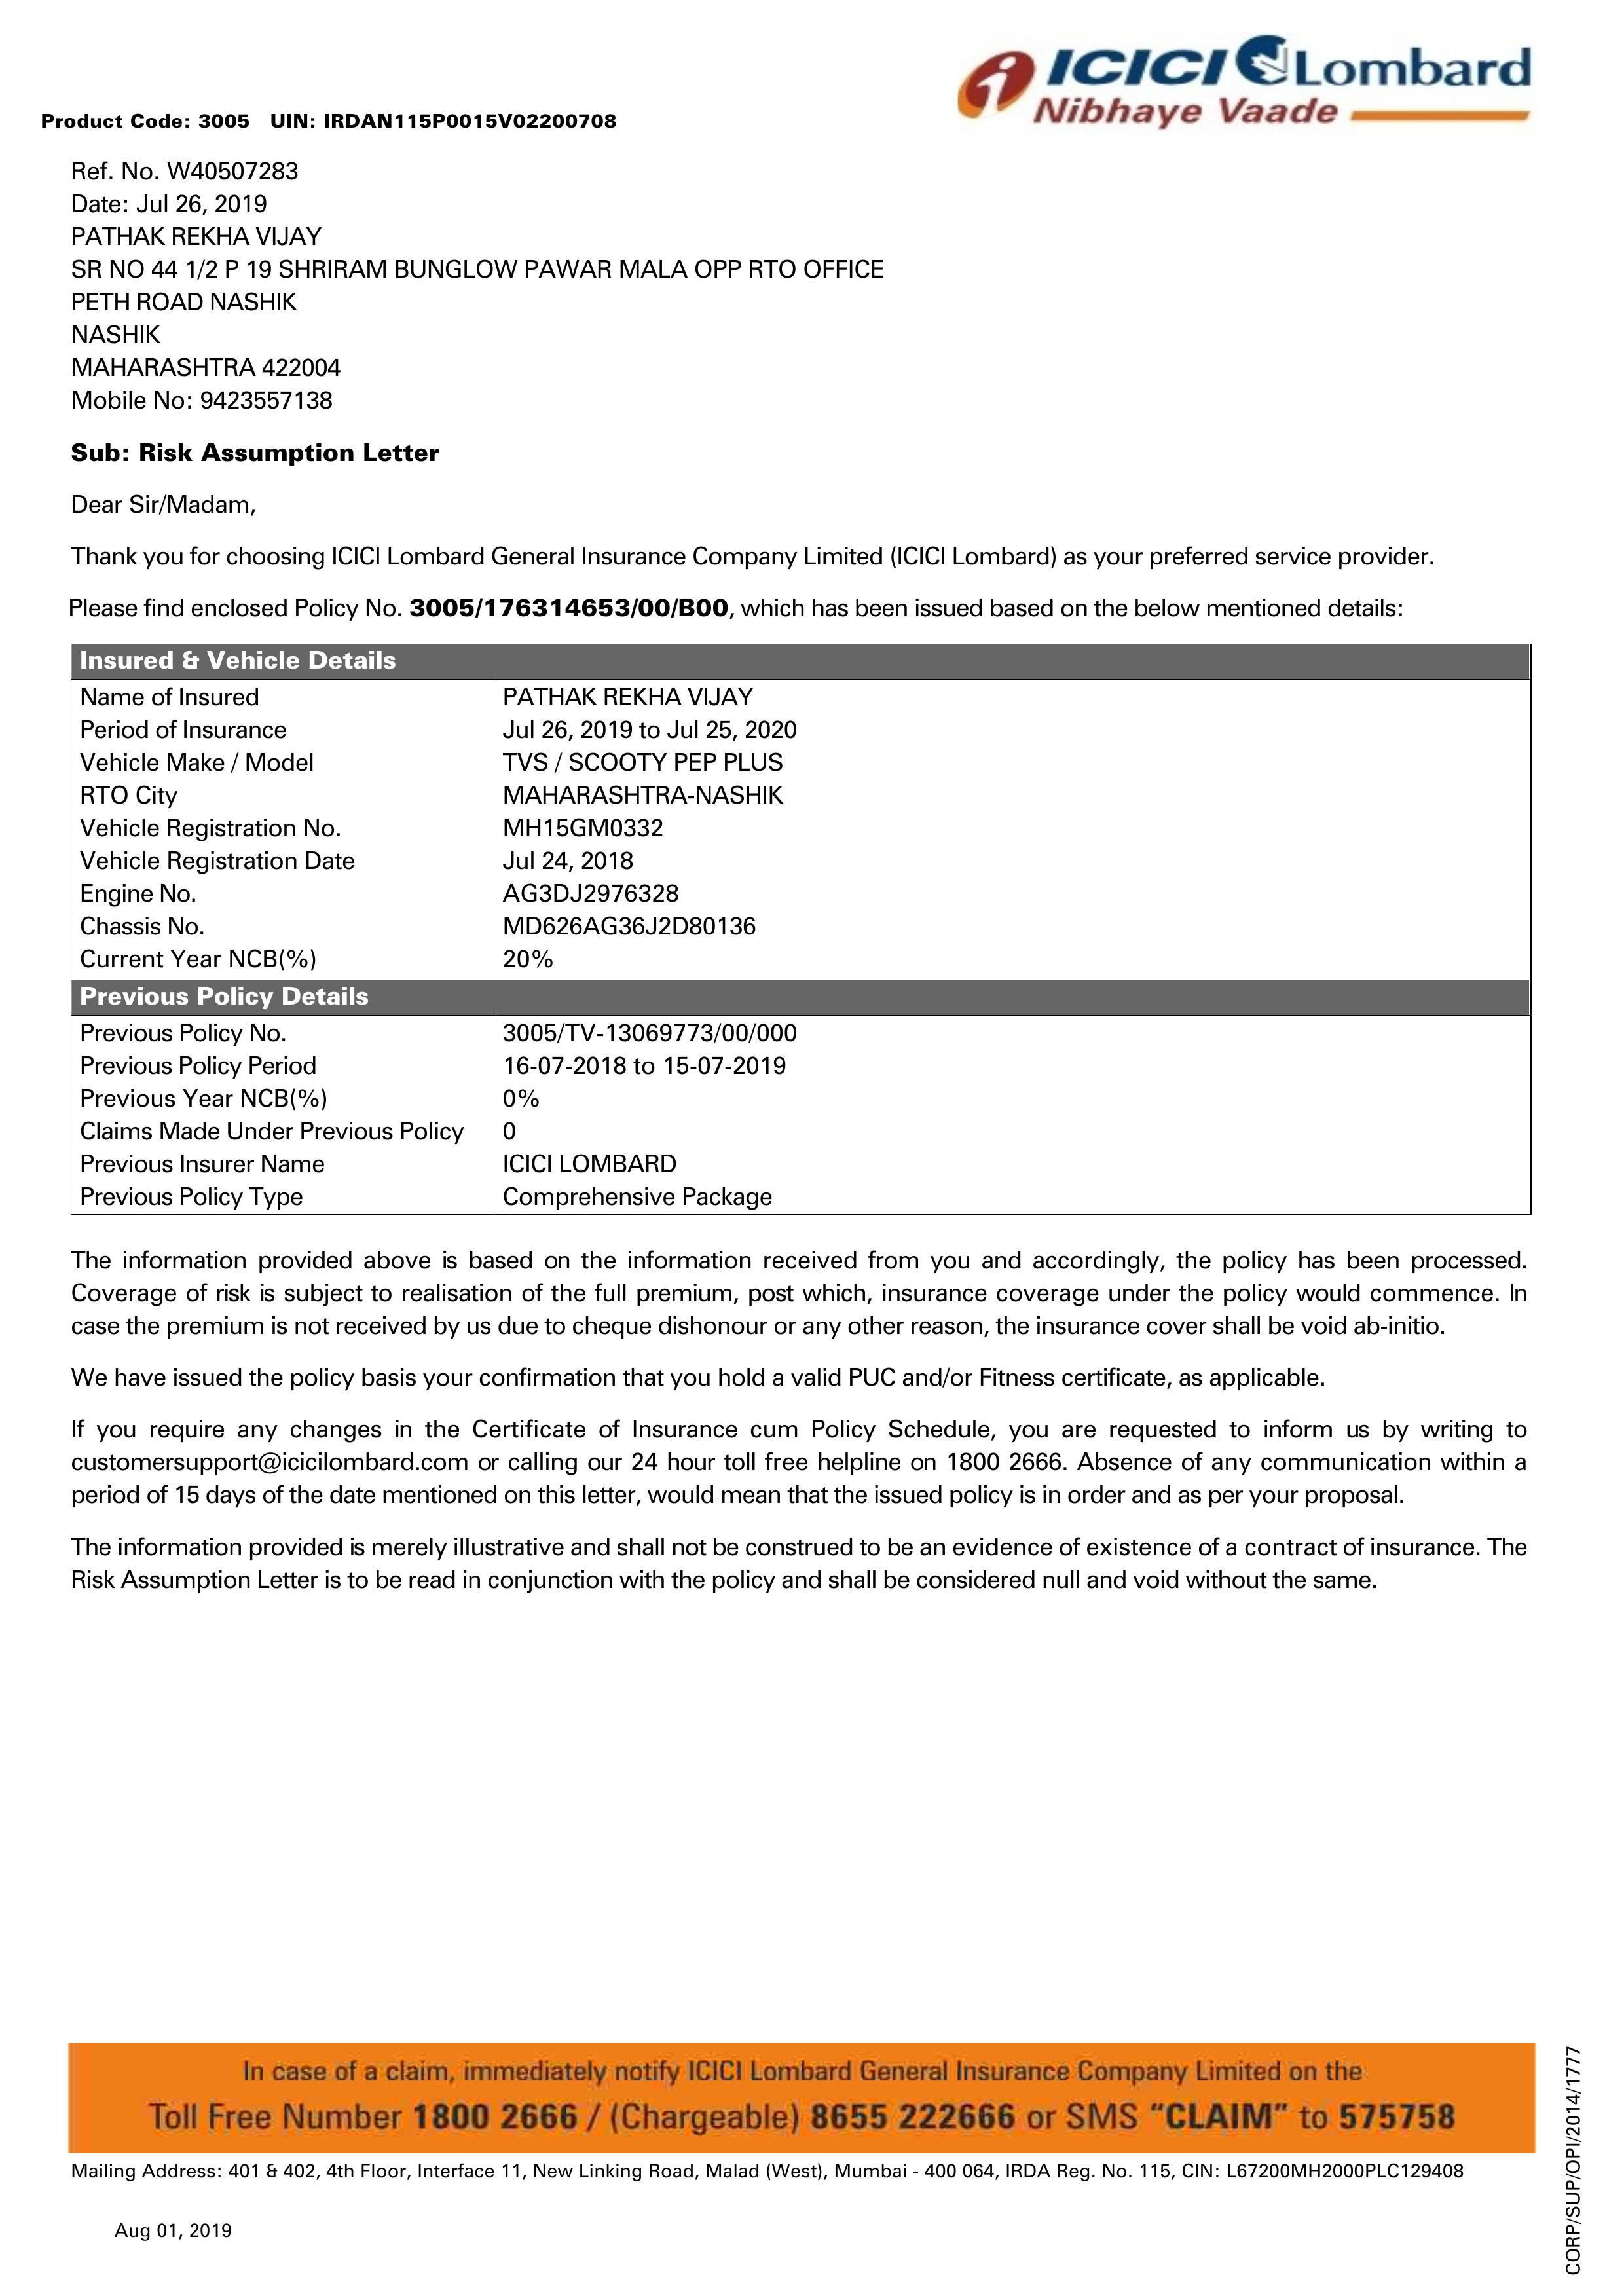 ICICI Lombard
Nibhaye Vaade
Product Code: 3005 UIN: IRDAN115P0015V02200708
Ref. No. W40507283
Date: Jul 26, 2019
PATHAK REKHA VIJAY
SR NO 44 1/2 P 19 SHRIRAM BUNGLOW PAWAR MALA OPP RTO OFFICE
PETH ROAD NASHIK
NASHIK
MAHARASHTRA 422004
Mobile No: 9423557138
Sub: Risk Assumption Letter
Dear Sir/Madam,
Thank you for choosing ICICI Lombard General Insurance Company Limited (ICICI Lombard) as your preferred service provider.
Please find enclosed Policy No. 3005/176314653/00/B00, which has been issued based on the below mentioned details:
Insured & Vehicle Details
Name of Insured PATHAK REKHA VIJAY
Period of Insurance Jul 26, 2019 to Jul 25, 2020
Vehicle Make / Model TVS / SCOOTY PEP PLUS
RTO City MAHARASHTRA-NASHIK
Vehicle Registration No. MH15GM0332
Vehicle Registration Date Jul 24, 2018
Engine No. AG3DJ2976328
Chassis No. MD626AG36J2D80136
Current Year NCB(%) 20%
Previous Policy Details
Previous Policy No. 3005/TV-13069773/00/000
Previous Policy Period 16-07-2018 to 15-07-2019
Previous Year NCB(%) 0%
Claims Made Under Previous Policy 0
Previous Insurer Name ICICI LOMBARD
Previous Policy Type Comprehensive Package
The information provided above is based on the information received from you and accordingly, the policy has been processed.
Coverage of risk is subject to realisation of the full premium, post which, insurance coverage under the policy would commence. In
case the premium is not received by us due to cheque dishonour or any other reason, the insurance cover shall be void ab-initio.
We have issued the policy basis your confirmation that you hold a valid PUC and/or Fitness certificate, as applicable.
If you require any changes in the Certificate of Insurance cum Policy Schedule, you are requested to inform us by writing to
customersupport@icicilombard.com or calling our 24 hour toll free helpline on 1800 2666. Absence of any communication within a
period of 15 days of the date mentioned on this letter, would mean that the issued policy is in order and as per your proposal.
The information provided is merely illustrative and shall not be construed to be an evidence of existence of a contract of insurance. The
Risk Assumption Letter is to be read in conjunction with the policy and shall be considered null and void without the same.
In case of a claim, immediately notify ICICI Lombard General Insurance Company Limited on the
Toll Free Number 1800 2666 / (Chargeable) 8655 222666 or SMS “CLAIM” to 575758
Mailing Address: 401 & 402, 4th Floor, Interface 11, New Linking Road, Malad (West), Mumbai - 400 064, IRDA Reg. No. 115, CIN: L67200MH2000PLC129408
Aug 01, 2019
CORP/SUP/OPI/2014/1777